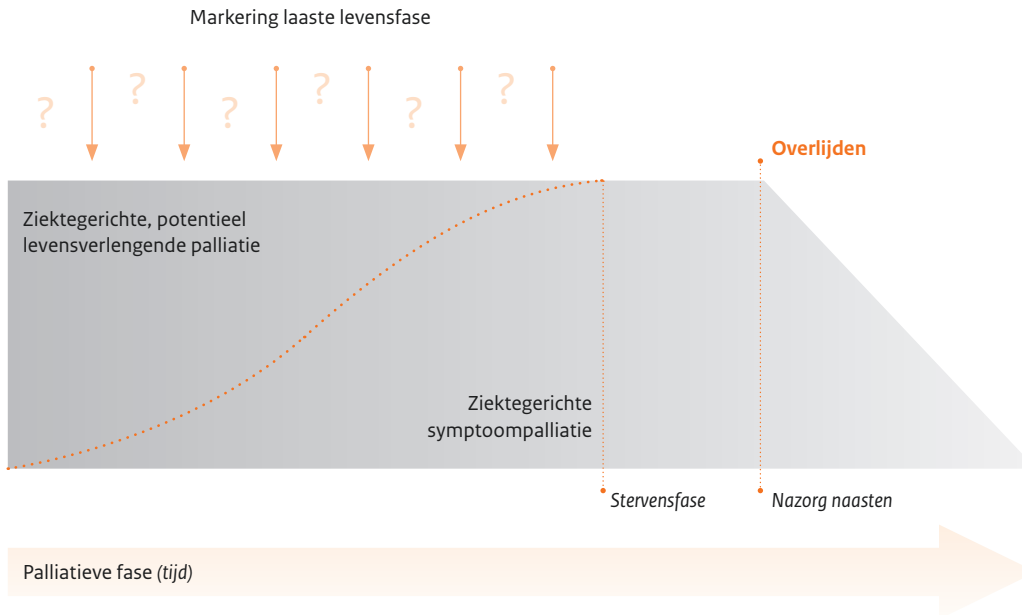 Markering laaste levensfase
? ? ? ? ? ?
Overlijden
Ziektegerichte, potentieel
levensverlengende palliatie
Ziektegerichte
symptoompalliatie
Stervensfase
Nazorg naasten
Palliatieve fase (tijd)